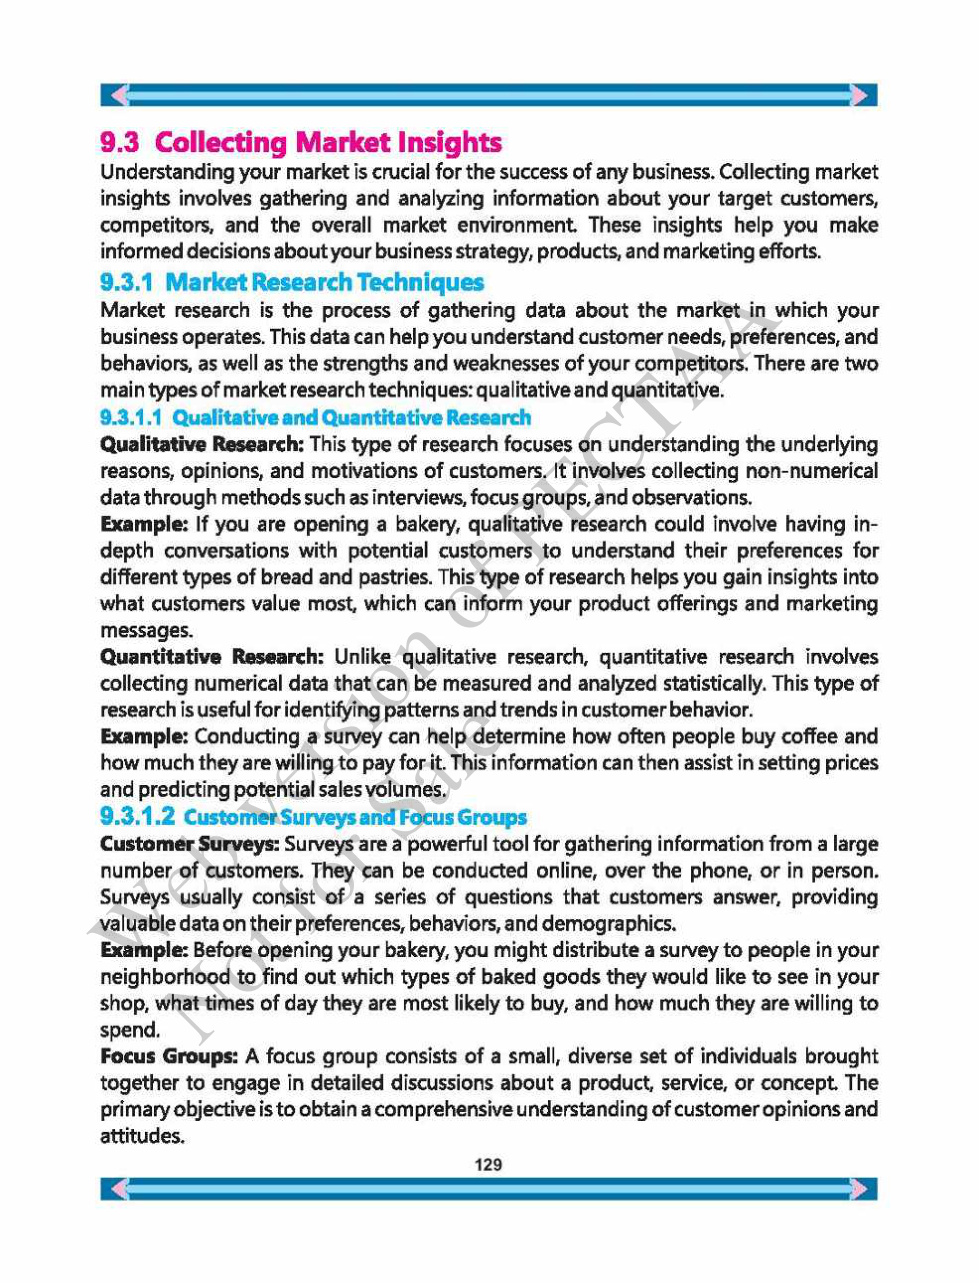 9.3 Collecting Market Insights
Understanding your market is crucial for the success of any business. Collecting market
insights involves gathering and analyzing information about your target customers,
competitors, and the overall market environment. These insights help you make
informed decisions about your business strategy, products, and marketing efforts.
9.3.1 Market Research Techniques
Market research is the process of gathering data about the market in which your
business operates. This data can help you understand customer needs, preferences, and
behaviors, as well as the strengths and weaknesses of your competitors. There are two
main types of market research techniques: qualitative and quantitative.
9.3.1.1 Qualitative and Quantitative Research
Qualitative Research: This type of research focuses on understanding the underlying
reasons, opinions, and motivations of customers. It involves collecting non-numerical
data through methods such as interviews, focus groups, and observations.
Example: If you are opening a bakery, qualitative research could involve having in-
depth conversations with potential customers to understand their preferences for
different types of bread and pastries. This type of research helps you gain insights into
what customers value most, which can inform your product offerings and marketing
messages.
Quantitative Research: Unlike qualitative research, quantitative research involves
collecting numerical data that can be measured and analyzed statistically. This type of
research is useful for identifying patterns and trends in customer behavior.
Example: Conducting a survey can help determine how often people buy coffee and
how much they are willing to pay for it. This information can then assist in setting prices
and predicting potential sales volumes.
9.3.1.2 Customer Surveys and Focus Groups
Customer Surveys: Surveys are a powerful tool for gathering information from a large
number of customers. They can be conducted online, over the phone, or in person.
Surveys usually consist of a series of questions that customers answer, providing
valuable data on their preferences, behaviors, and demographics.
Example: Before opening your bakery, you might distribute a survey to people in your
neighborhood to find out which types of baked goods they would like to see in your
shop, what times of day they are most likely to buy, and how much they are willing to
spend.
Focus Groups: A focus group consists of a small, diverse set of individuals brought
together to engage in detailed discussions about a product, service, or concept. The
primary objective is to obtain a comprehensive understanding of customer opinions and
attitudes.
129
Web version of PECTAA
Not for Sale